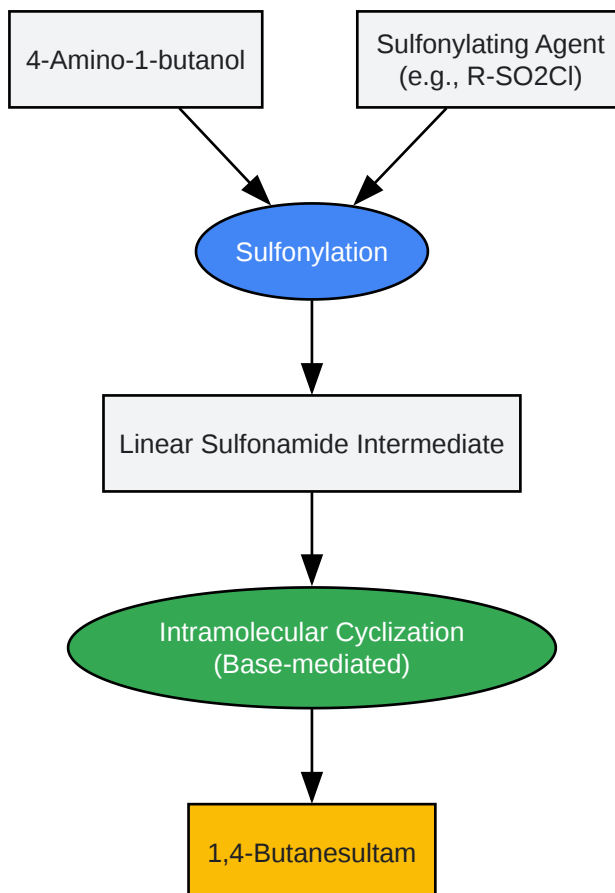 4-Amino-1-butanol
Sulfonylating Agent
(e.g., R-SO2Cl)
Sulfonylation
Linear Sulfonamide Intermediate
Intramolecular Cyclization
(Base-mediated)
1,4-Butanesultam